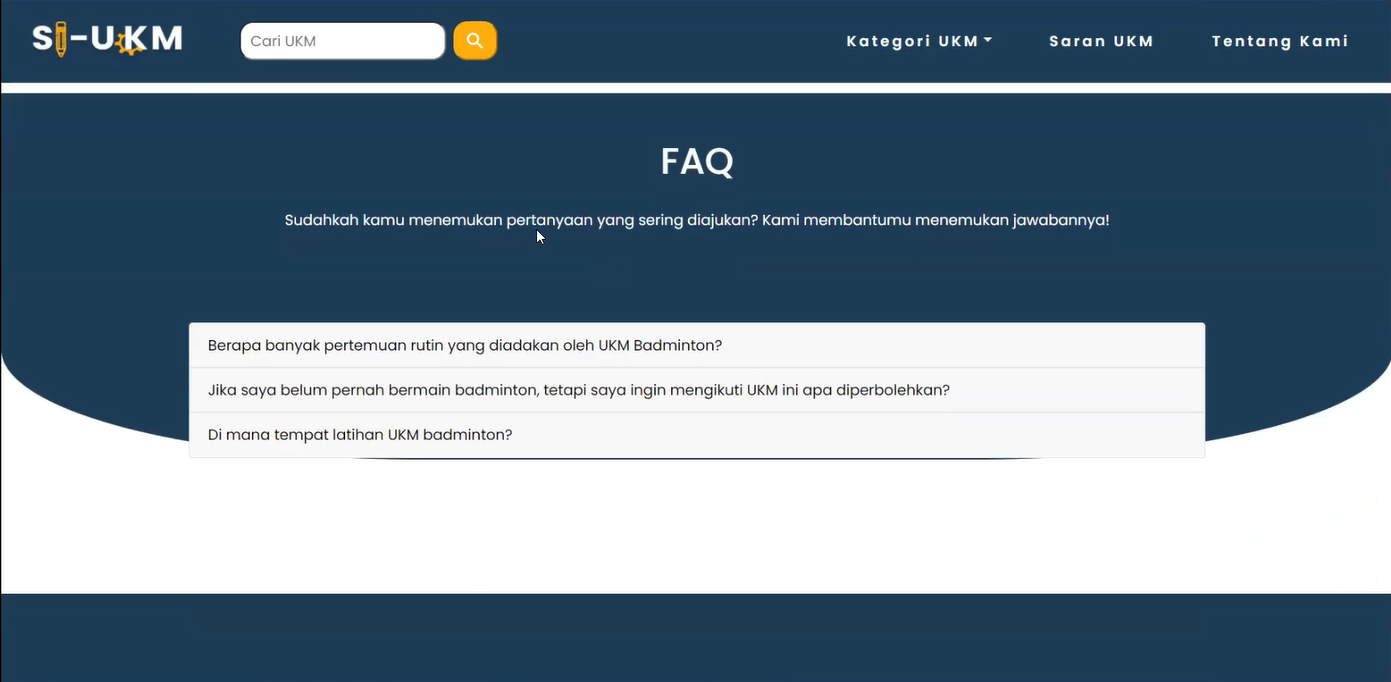 SI-UKM
Cari UKM
Kategori UKM
Saran UKM
Tentang Kami
FAQ
Sudahkah kamu menemukan pertanyaan yang sering diajukan? Kami membantumu menemukan jawabannya!
Berapa banyak pertemuan rutin yang diadakan oleh UKM Badminton?
Jika saya belum pernah bermain badminton, tetapi saya ingin mengikuti UKM ini apa diperbolehkan?
Di mana tempat latihan UKM badminton?